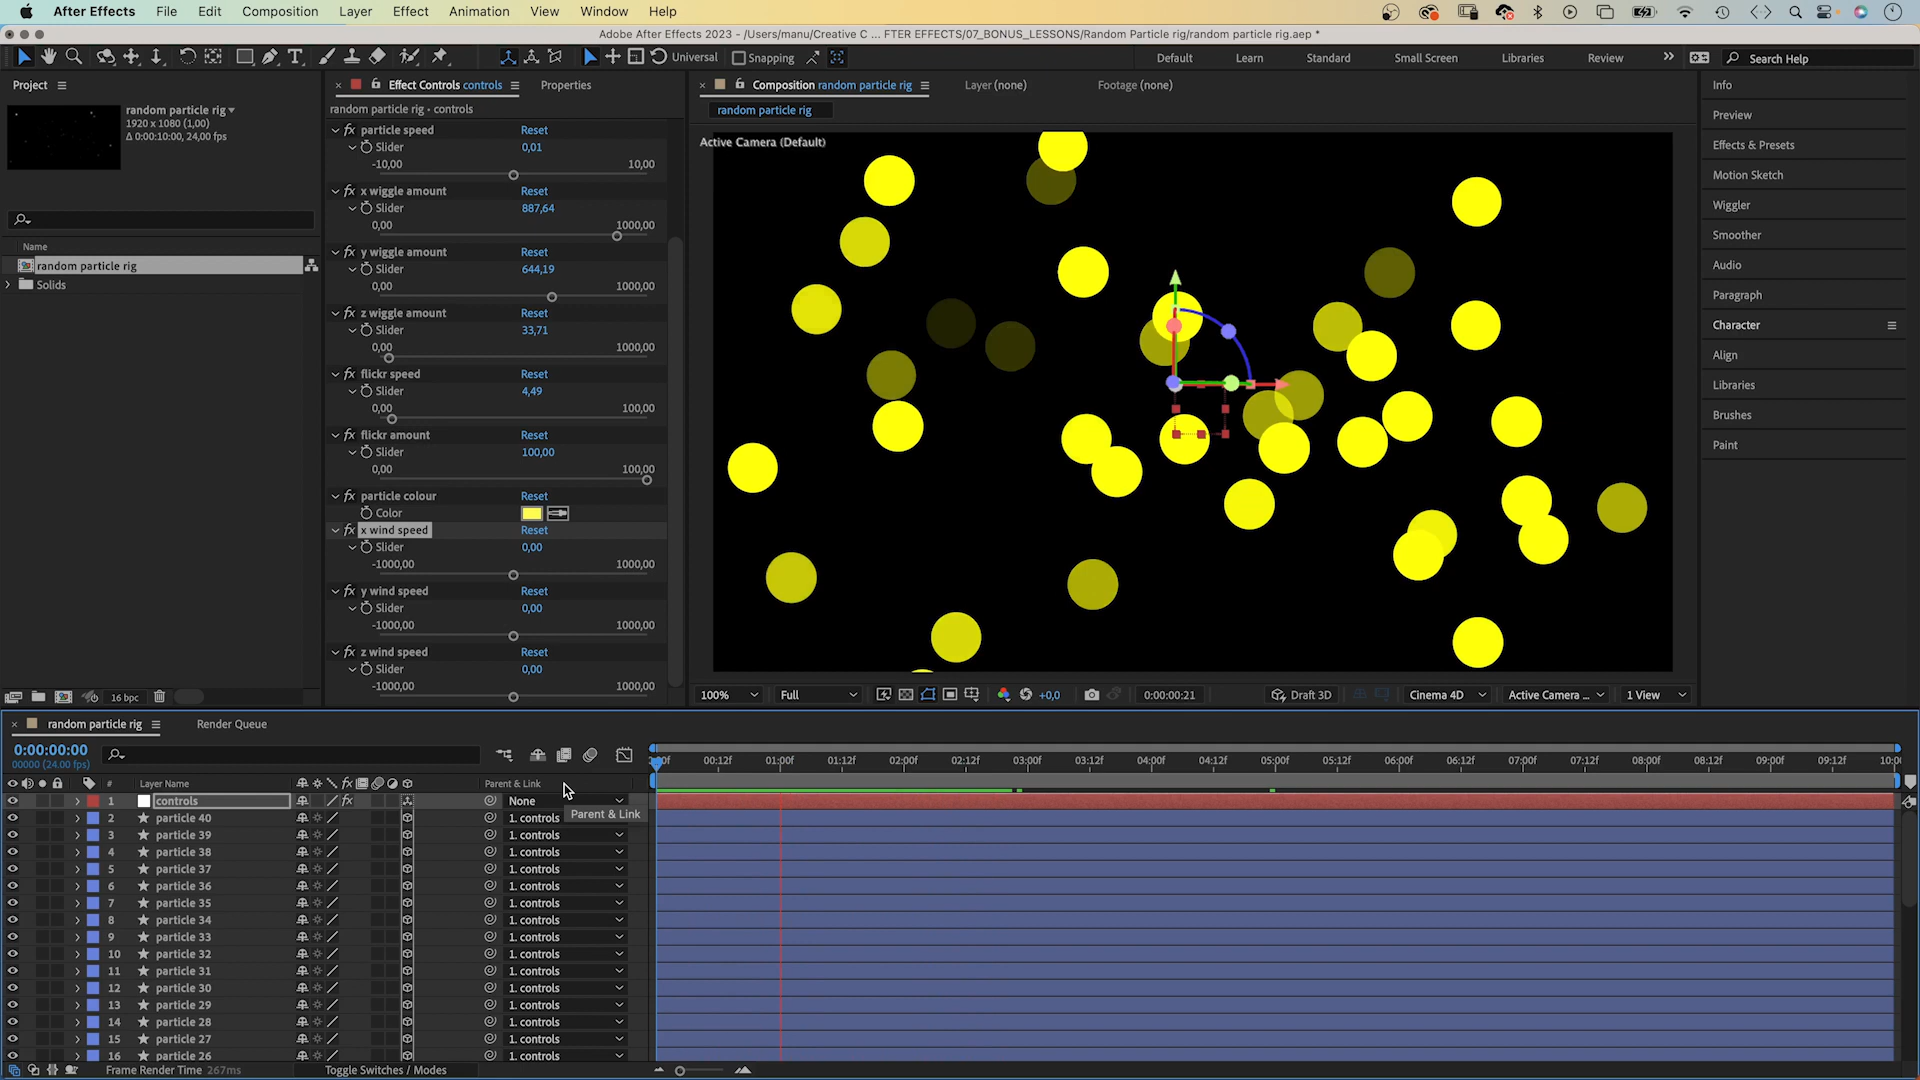 After Effects File Edit Composition Layer Effect Animation View Window Help
Adobe After Effects 2023 - /Users/manu/Creative C ... FTER EFFECTS/07_BONUS_LESSONS/Random Particle rig/random particle rig.aep *
Universal Snapping Default Learn Standard Small Screen Libraries Review » Search Help
Project
random particle rig
1920 x 1080 (1,00)
Δ 0:00:10:00, 24,00 fps
Name
random particle rig
Solids
16 bpc
Effect Controls controls Properties
random particle rig • controls
fx particle speed Reset
Slider 0,01
-10,00 10,00
fx x wiggle amount Reset
Slider 887,64
0,00 1000,00
fx y wiggle amount Reset
Slider 644,19
0,00 1000,00
fx z wiggle amount Reset
Slider 33,71
0,00 1000,00
fx flickr speed Reset
Slider 4,49
0,00 100,00
fx flickr amount Reset
Slider 100,00
0,00 100,00
fx particle colour Reset
Color
fx x wind speed Reset
Slider 0,00
-1000,00 1000,00
fx y wind speed Reset
Slider 0,00
-1000,00 1000,00
fx z wind speed Reset
Slider 0,00
-1000,00 1000,00
Composition random particle rig Layer (none) Footage (none)
random particle rig
Active Camera (Default)
100% Full +0,0 0:00:00:21 Draft 3D Cinema 4D Active Camera ... 1 View
Info
Preview
Effects & Presets
Motion Sketch
Wiggler
Smoother
Audio
Paragraph
Character
Align
Libraries
Brushes
Paint
random particle rig Render Queue
0:00:00:00
00000 (24.00 fps)
00:12f 01:00f 01:12f 02:00f 02:12f 03:00f 03:12f 04:00f 04:12f 05:00f 05:12f 06:00f 06:12f 07:00f 07:12f 08:00f 08:12f 09:00f 09:12f 10:0
# Layer Name fx Parent & Link
1 controls fx None
Parent & Link
2 particle 40 1. controls
3 particle 39 1. controls
4 particle 38 1. controls
5 particle 37 1. controls
6 particle 36 1. controls
7 particle 35 1. controls
8 particle 34 1. controls
9 particle 33 1. controls
10 particle 32 1. controls
11 particle 31 1. controls
12 particle 30 1. controls
13 particle 29 1. controls
14 particle 28 1. controls
15 particle 27 1. controls
16 particle 26 1. controls
Frame Render Time 267ms Toggle Switches / Modes